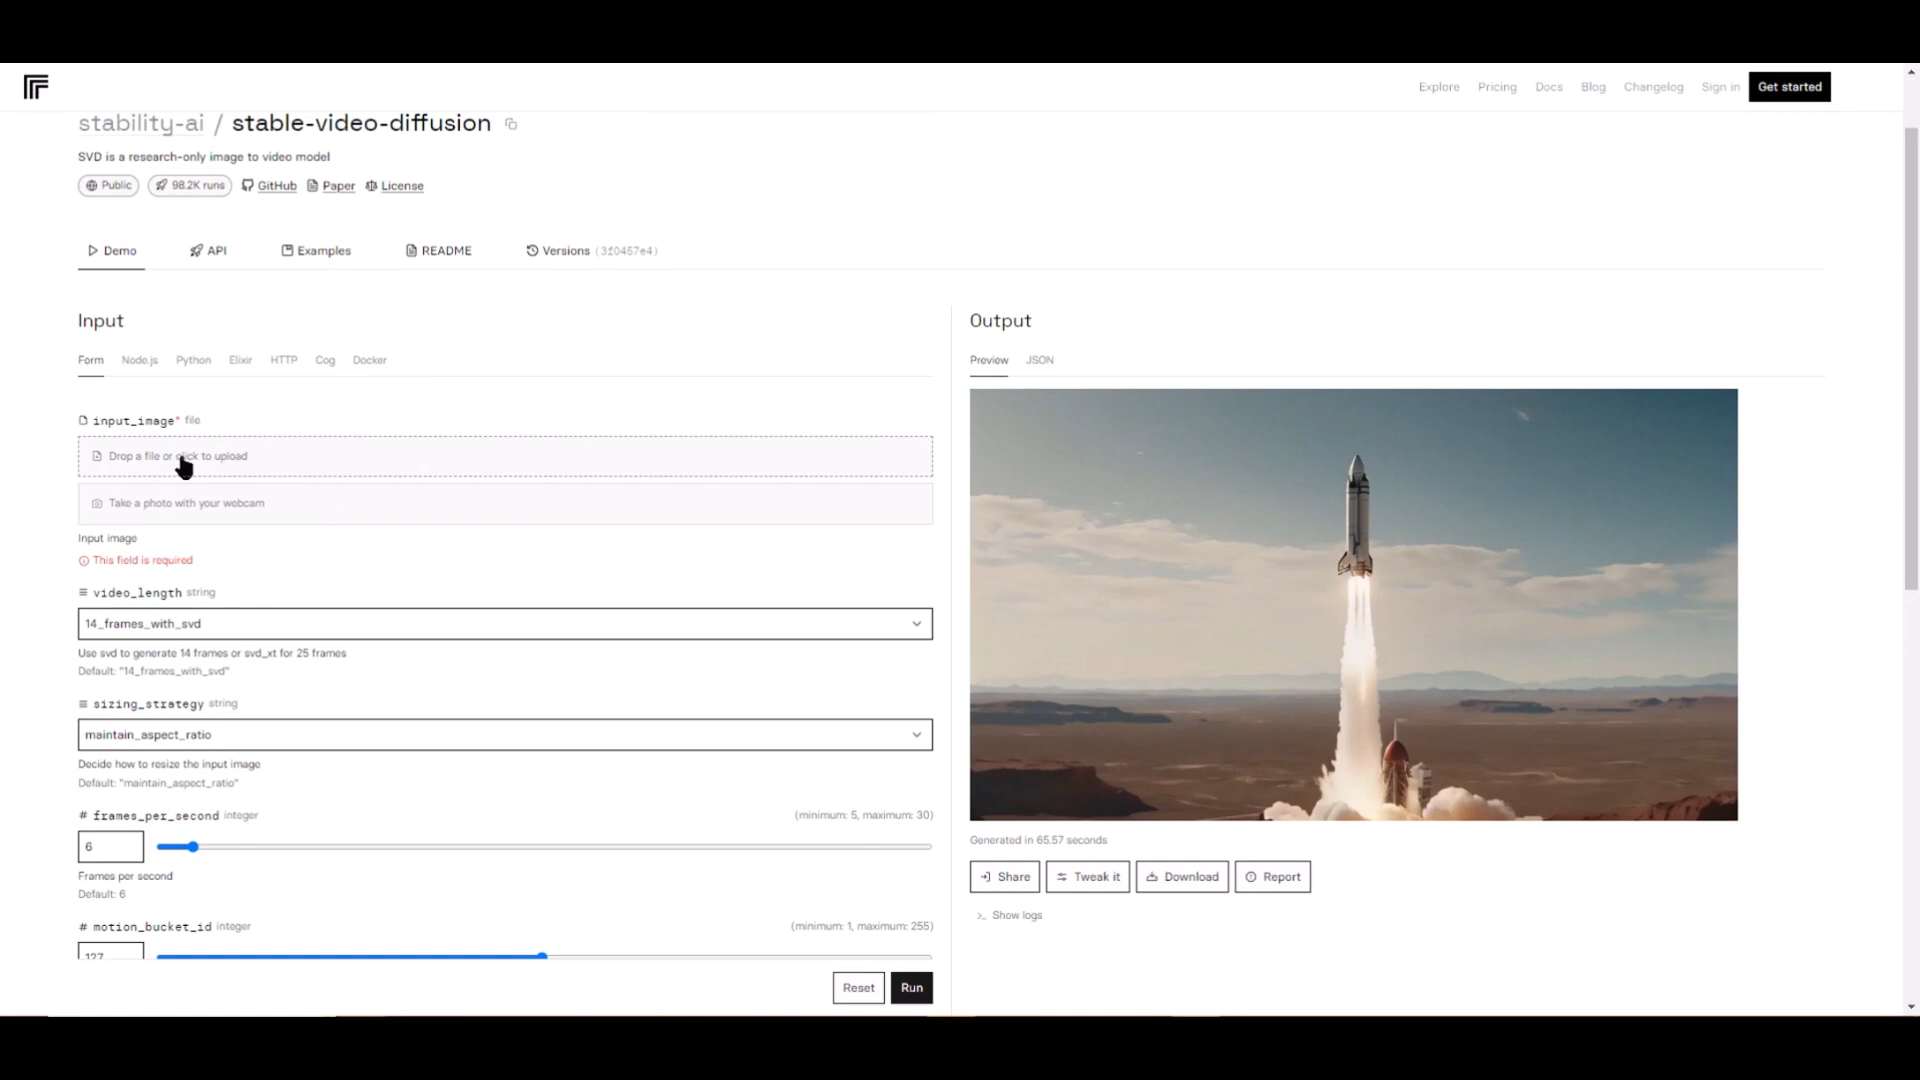 Explore Pricing Docs Blog Changelog Sign in Get started
stability-ai / stable-video-diffusion
SVD is a research-only image to video model
Public 98.2K runs GitHub Paper License
Demo API Examples README Versions (3f0457e4)
Input
Form Node.js Python Elixir HTTP Cog Docker
input_image* file
Drop a file or click to upload
Take a photo with your webcam
Input image
This field is required
video_length string
14_frames_with_svd
Use svd to generate 14 frames or svd_xt for 25 frames
Default: "14_frames_with_svd"
sizing_strategy string
maintain_aspect_ratio
Decide how to resize the input image
Default: "maintain_aspect_ratio"
# frames_per_second integer (minimum: 5, maximum: 30)
6
Frames per second
Default: 6
# motion_bucket_id integer (minimum: 1, maximum: 255)
127
Reset Run
Output
Preview JSON
Generated in 65.57 seconds
Share Tweak it Download Report
>_ Show logs